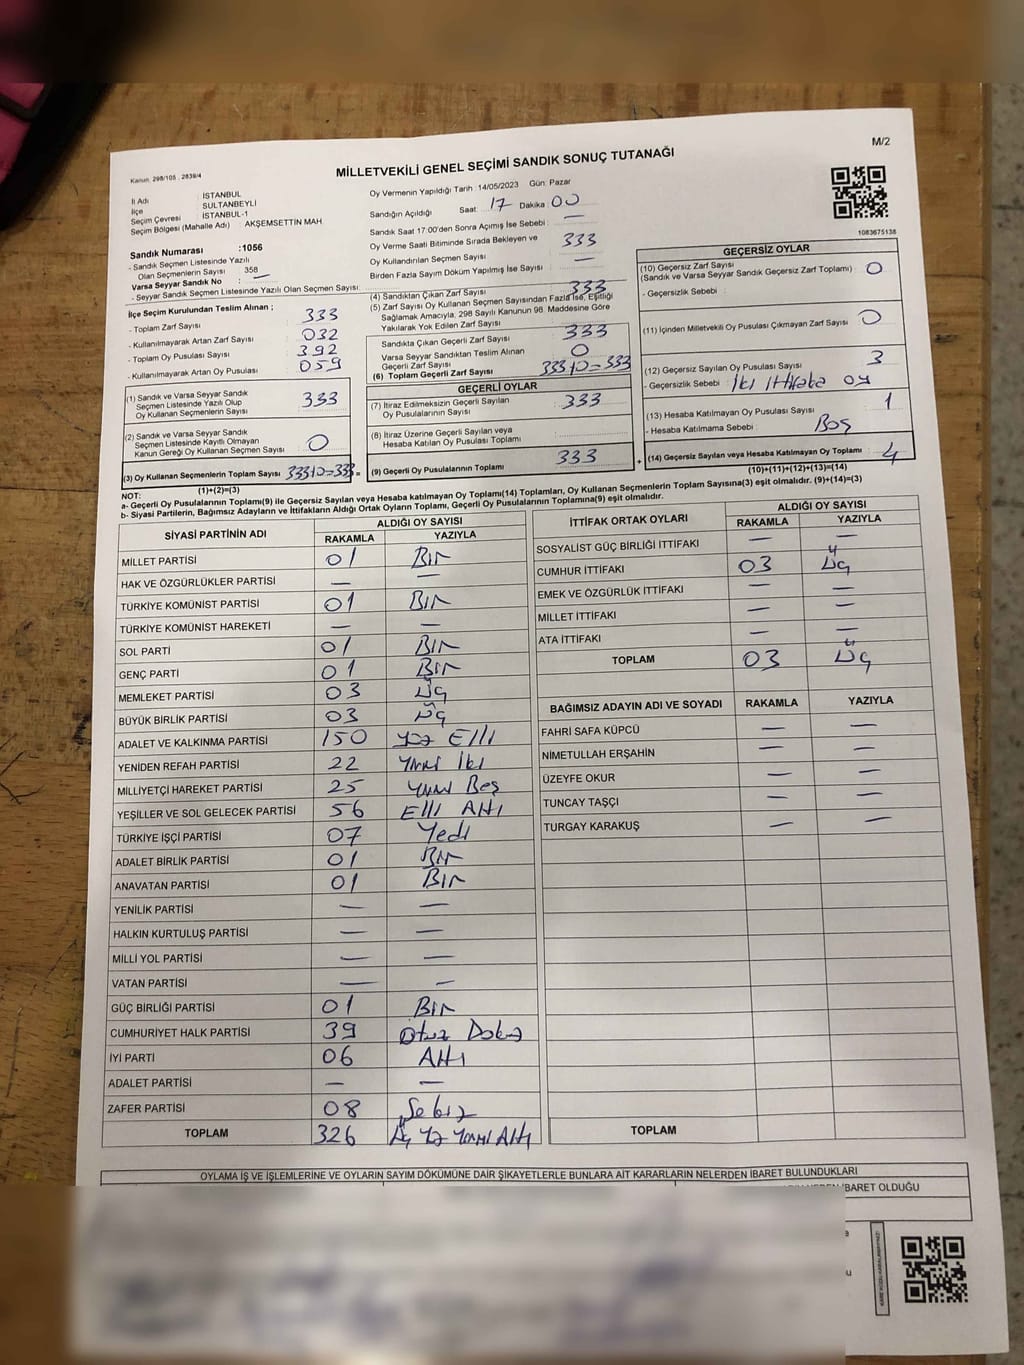 M/2
Kanun: 298/105 , 2839/4
MİLLETVEKİLİ GENEL SEÇİMİ SANDIK SONUÇ TUTANAĞI
1083675138
İl Adı : İSTANBUL
İlçe : SULTANBEYLİ
Seçim Çevresi : İSTANBUL-1
Seçim Bölgesi (Mahalle Adı) : AKŞEMSETTİN MAH.
Sandık Numarası :1056
- Sandık Seçmen Listesinde Yazılı
Olan Seçmenlerin Sayısı : 358
Varsa Seyyar Sandık No : —
- Seyyar Sandık Seçmen Listesinde Yazılı Olan Seçmen Sayısı:
Oy Vermenin Yapıldığı Tarih : 14/05/2023 Gün: Pazar
Sandığın Açıldığı Saat: 17 Dakika 00
Sandık Saat 17:00'den Sonra Açımış İse Sebebi : —
Oy Verme Saati Bitiminde Sırada Bekleyen ve
Oy Kullandırılan Seçmen Sayısı : 333
Birden Fazla Sayım Döküm Yapılmış İse Sayısı : —
İlçe Seçim Kurulundan Teslim Alınan ;
- Toplam Zarf Sayısı : 333
- Kullanılmayarak Artan Zarf Sayısı : 032
- Toplam Oy Pusulası Sayısı : 392
- Kullanılmayarak Artan Oy Pusulası : 059
(1) Sandık ve Varsa Seyyar Sandık
Seçmen Listesinde Yazılı Olup
Oy Kullanan Seçmenlerin Sayısı : 333
(2) Sandık ve Varsa Seyyar Sandık
Seçmen Listesinde Kayıtlı Olmayan
Kanun Gereği Oy Kullanan Seçmen Sayısı : 0
(3) Oy Kullanan Seçmenlerin Toplam Sayısı 333+0=333
(1)+(2)=(3)
(4) Sandıktan Çıkan Zarf Sayısı : 333
(5) Zarf Sayısı Oy Kullanan Seçmen Sayısından Fazla İse, Eşitliği
Sağlamak Amacıyla, 298 Sayılı Kanunun 98. Maddesine Göre
Yakılarak Yok Edilen Zarf Sayısı :
Sandıkta Çıkan Geçerli Zarf Sayısı : 333
Varsa Seyyar Sandıktan Teslim Alınan
Geçerli Zarf Sayısı : 0
(6) Toplam Geçerli Zarf Sayısı : 333+0=333
GEÇERLİ OYLAR
(7) İtiraz Edilmeksizin Geçerli Sayılan
Oy Pusulalarının Sayısı : 333
(8) İtiraz Üzerine Geçerli Sayılan veya
Hesaba Katılan Oy Pusulası Toplamı :
(9) Geçerli Oy Pusulalarının Toplamı : 333
GEÇERSİZ OYLAR
(10) Geçersiz Zarf Sayısı
(Sandık ve Varsa Seyyar Sandık Geçersiz Zarf Toplamı) : 0
- Geçersizlik Sebebi :
(11) İçinden Milletvekili Oy Pusulası Çıkmayan Zarf Sayısı : 0
(12) Geçersiz Sayılan Oy Pusulası Sayısı : 3
- Geçersizlik Sebebi : İki ittifaka oy
(13) Hesaba Katılmayan Oy Pusulası Sayısı : 1
- Hesaba Katılmama Sebebi : Boş
(14) Geçersiz Sayılan veya Hesaba Katılmayan Oy Toplamı : 4
(10)+(11)+(12)+(13)=(14)
NOT:
a- Geçerli Oy Pusulalarının Toplamı(9) ile Geçersiz Sayılan veya Hesaba katılmayan Oy Toplamı(14) Toplamları, Oy Kullanan Seçmenlerin Toplam Sayısına(3) eşit olmalıdır. (9)+(14)=(3)
b- Siyasi Partilerin, Bağımsız Adayların ve İttifakların Aldığı Ortak Oyların Toplamı, Geçerli Oy Pusulalarının Toplamına(9) eşit olmalıdır.
SİYASİ PARTİNİN ADI ALDIĞI OY SAYISI
RAKAMLA YAZIYLA
MİLLET PARTİSİ 01 Bir
HAK VE ÖZGÜRLÜKLER PARTİSİ — —
TÜRKİYE KOMÜNİST PARTİSİ 01 Bir
TÜRKİYE KOMÜNİST HAREKETİ — —
SOL PARTİ 01 Bir
GENÇ PARTİ 01 Bir
MEMLEKET PARTİSİ 03 Üç
BÜYÜK BİRLİK PARTİSİ 03 Üç
ADALET VE KALKINMA PARTİSİ 150 Yüz Elli
YENİDEN REFAH PARTİSİ 22 Yirmi İki
MİLLİYETÇİ HAREKET PARTİSİ 25 Yirmi Beş
YEŞİLLER VE SOL GELECEK PARTİSİ 56 Elli Altı
TÜRKİYE İŞÇİ PARTİSİ 07 Yedi
ADALET BİRLİK PARTİSİ 01 Bir
ANAVATAN PARTİSİ 01 Bir
YENİLİK PARTİSİ — —
HALKIN KURTULUŞ PARTİSİ — —
MİLLİ YOL PARTİSİ — —
VATAN PARTİSİ — —
GÜÇ BİRLİĞİ PARTİSİ 01 Bir
CUMHURİYET HALK PARTİSİ 39 Otuz Dokuz
İYİ PARTİ 06 Altı
ADALET PARTİSİ — —
ZAFER PARTİSİ 08 Sekiz
TOPLAM 326 Üç Yüz Yirmi Altı
İTTİFAK ORTAK OYLARI ALDIĞI OY SAYISI
RAKAMLA YAZIYLA
SOSYALİST GÜÇ BİRLİĞİ İTTİFAKI — —
CUMHUR İTTİFAKI 03 Üç
EMEK VE ÖZGÜRLÜK İTTİFAKI — —
MİLLET İTTİFAKI — —
ATA İTTİFAKI — —
TOPLAM 03 Üç
BAĞIMSIZ ADAYIN ADI VE SOYADI RAKAMLA YAZIYLA
FAHRİ SAFA KÜPCÜ — —
NİMETULLAH ERŞAHİN — —
ÜZEYFE OKUR — —
TUNCAY TAŞÇI — —
TURGAY KARAKUŞ — —
TOPLAM
OYLAMA İŞ VE İŞLEMLERİNE VE OYLARIN SAYIM DÖKÜMÜNE DAİR ŞİKAYETLERLE BUNLARA AİT KARARLARIN NELERDEN İBARET BULUNDUKLARI
İBARET OLDUĞU